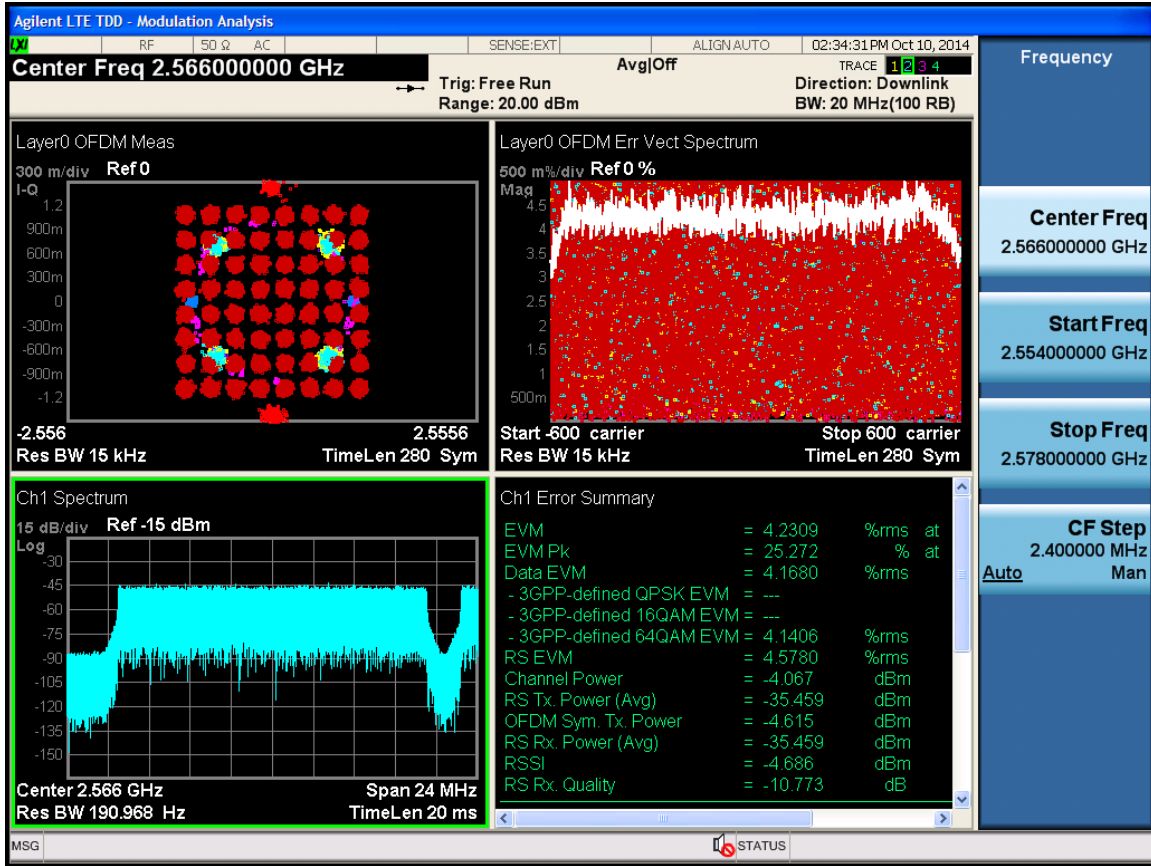 Agilent LTE TDD - Modulation Analysis
LXI RF 50 Ω AC SENSE:EXT ALIGN AUTO 02:34:31 PM Oct 10, 2014
Center Freq 2.566000000 GHz
Avg|Off
Trig: Free Run
Range: 20.00 dBm
TRACE 1 2 3 4
Direction: Downlink
BW: 20 MHz(100 RB)
Layer0 OFDM Meas
300 m/div Ref 0
I-Q
1.2
900m
600m
300m
0
-300m
-600m
-900m
-1.2
-2.556 2.5556
Res BW 15 kHz TimeLen 280 Sym
Layer0 OFDM Err Vect Spectrum
500 m%/div Ref 0 %
Mag
4.5
4
3.5
3
2.5
2
1.5
1
500m
Start -600 carrier Stop 600 carrier
Res BW 15 kHz TimeLen 280 Sym
Ch1 Spectrum
15 dB/div Ref -15 dBm
Log
-30
-45
-60
-75
-90
-105
-120
-135
-150
Center 2.566 GHz Span 24 MHz
Res BW 190.968 Hz TimeLen 20 ms
Ch1 Error Summary
EVM = 4.2309 %rms at
EVM Pk = 25.272 % at
Data EVM = 4.1680 %rms
- 3GPP-defined QPSK EVM = ---
- 3GPP-defined 16QAM EVM = ---
- 3GPP-defined 64QAM EVM = 4.1406 %rms
RS EVM = 4.5780 %rms
Channel Power = -4.067 dBm
RS Tx. Power (Avg) = -35.459 dBm
OFDM Sym. Tx. Power = -4.615 dBm
RS Rx. Power (Avg) = -35.459 dBm
RSSI = -4.686 dBm
RS Rx. Quality = -10.773 dB
Frequency
Center Freq
2.566000000 GHz
Start Freq
2.554000000 GHz
Stop Freq
2.578000000 GHz
CF Step
2.400000 MHz
Auto Man
MSG STATUS